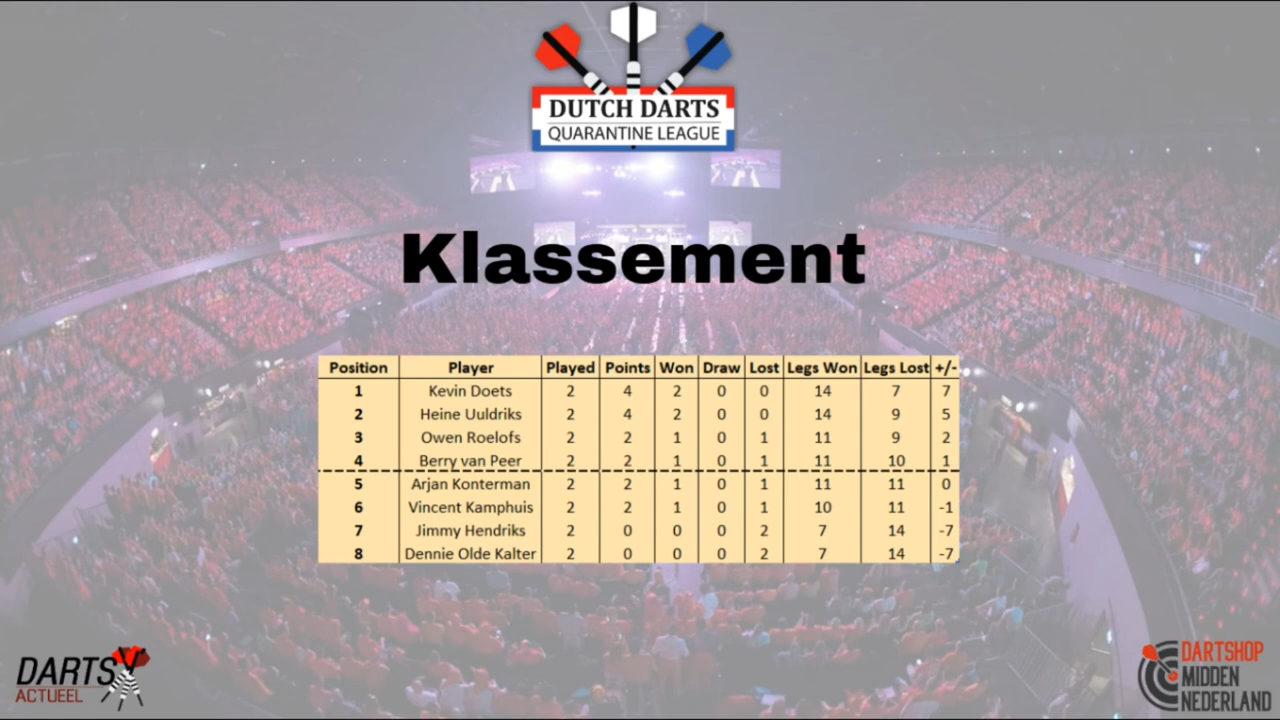 DUTCH DARTS
QUARANTINE LEAGUE
Klassement
Position Player Played Points Won Draw Lost Legs Won Legs Lost +/-
1 Kevin Doets 2 4 2 0 0 14 7 7
2 Heine Uuldriks 2 4 2 0 0 14 9 5
3 Owen Roelofs 2 2 1 0 1 11 9 2
4 Berry van Peer 2 2 1 0 1 11 10 1
5 Arjan Konterman 2 2 1 0 1 11 11 0
6 Vincent Kamphuis 2 2 1 0 1 10 11 -1
7 Jimmy Hendriks 2 0 0 0 2 7 14 -7
8 Dennie Olde Kalter 2 0 0 0 2 7 14 -7
DARTS
ACTUEEL
DARTSHOP
MIDDEN
NEDERLAND